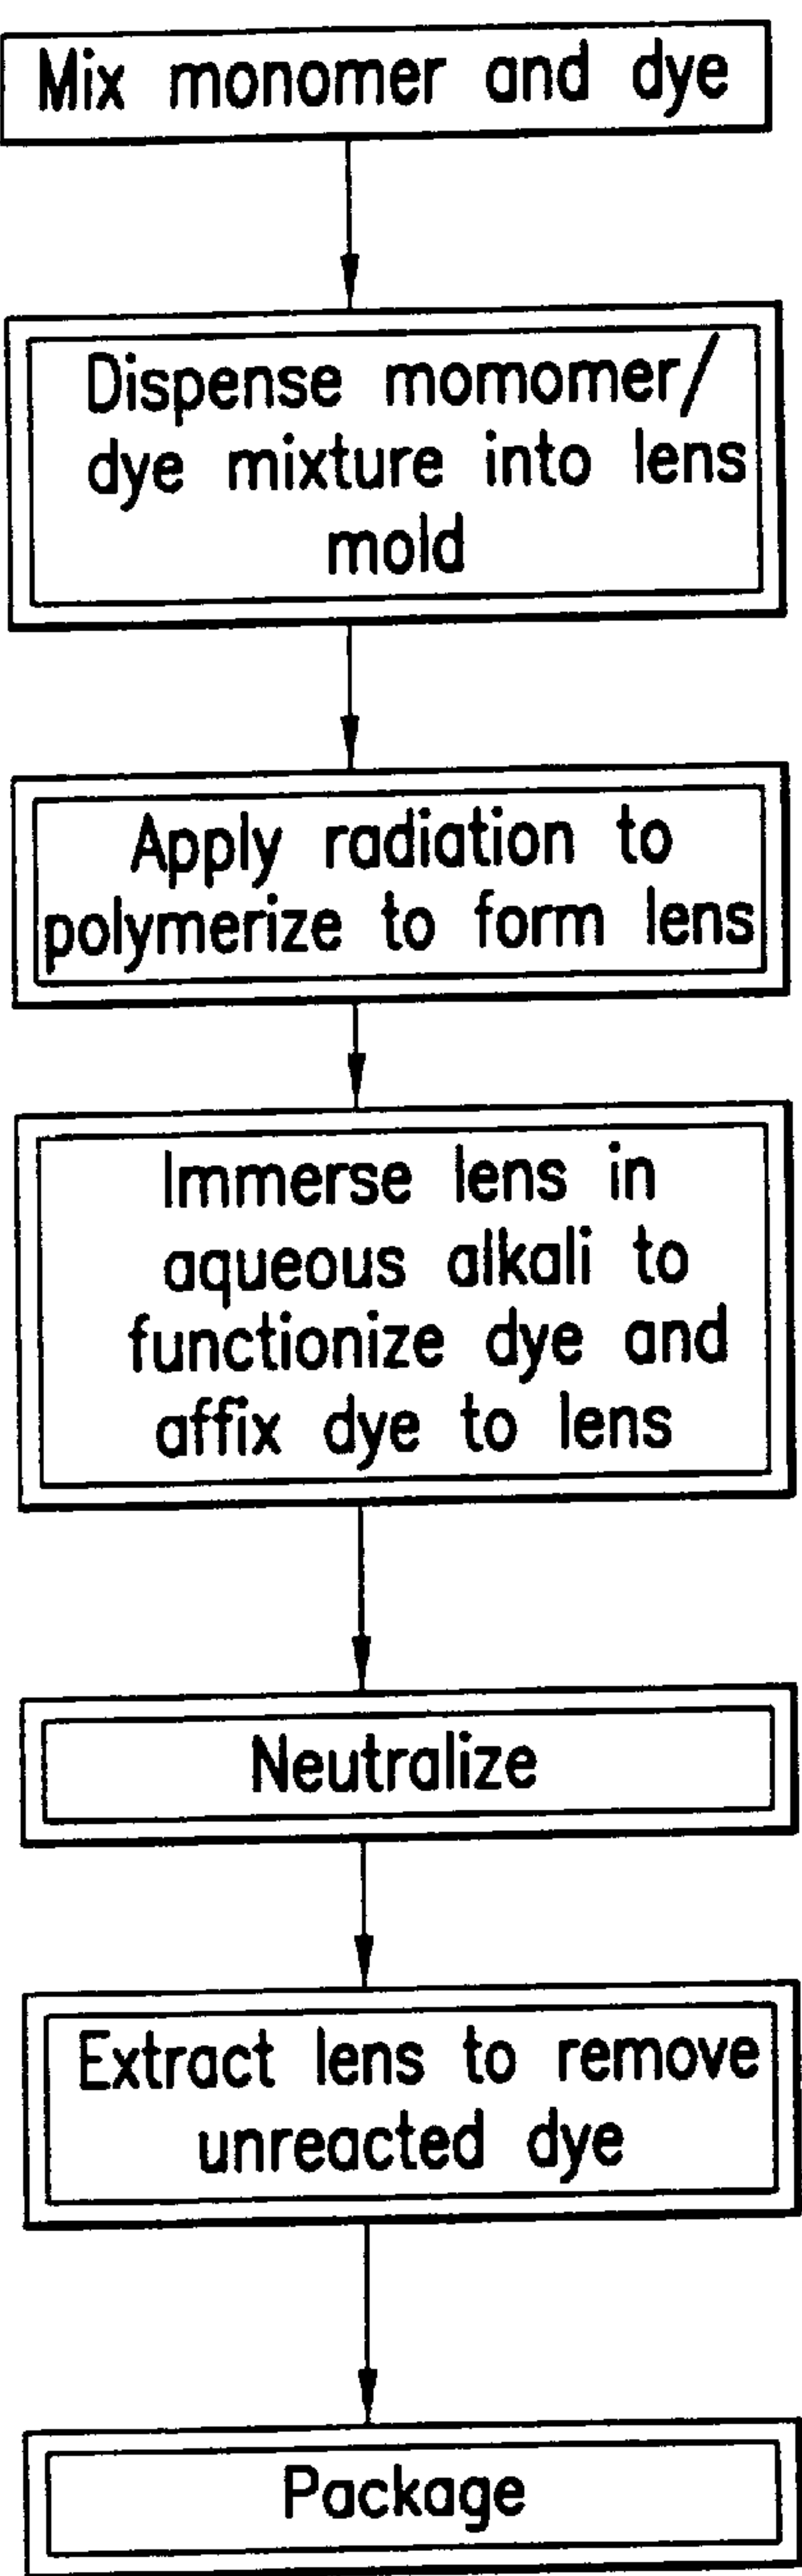 Mix monomer and dye
Dispense momomer/
dye mixture into lens
mold
Apply radiation to
polymerize to form lens
Immerse lens in
aqueous alkali to
functionize dye and
affix dye to lens
Neutralize
Extract lens to remove
unreacted dye
Package